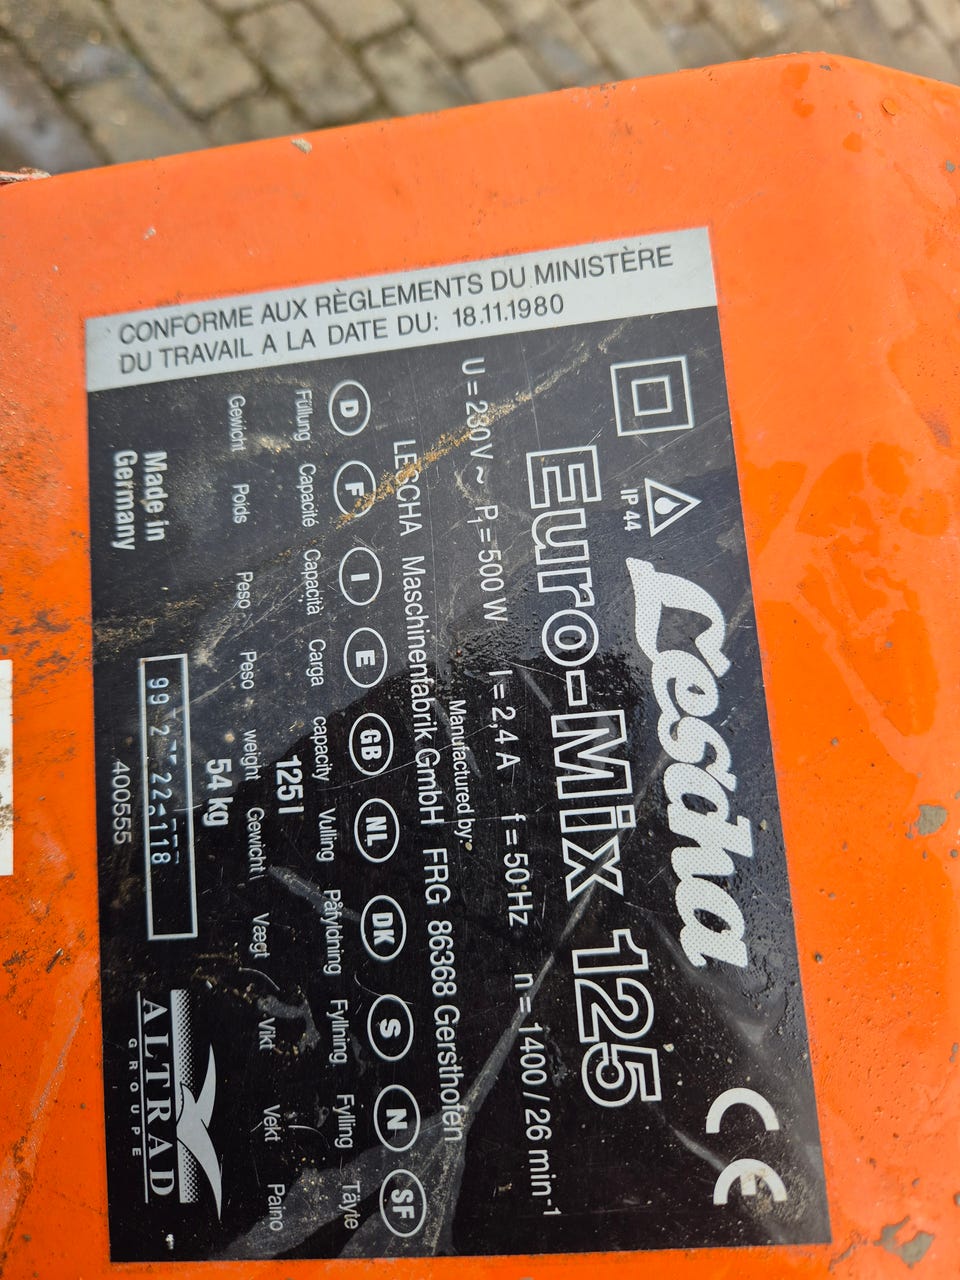 CONFORME AUX RÈGLEMENTS DU MINISTÈRE
DU TRAVAIL A LA DATE DU: 18.11.1980
IP 44
Lescha
CE
Euro-Mix 125
U = 230V ~ P1 = 500 W I = 2,4 A f = 50 Hz n = 1400 / 26 min-1
Manufactured by:
LESCHA Maschinenfabrik GmbH FRG 86368 Gersthofen
D F I E GB NL DK S N SF
Füllung Capacité Capacità Carga capacity Vulling Påfyldning Fyllning Fylling Täyte
125 l
Gewicht Poids Peso Peso weight Gewicht Vægt Vikt Vekt Paino
54 kg
Made in
Germany
400555
ALTRAD
GROUPE